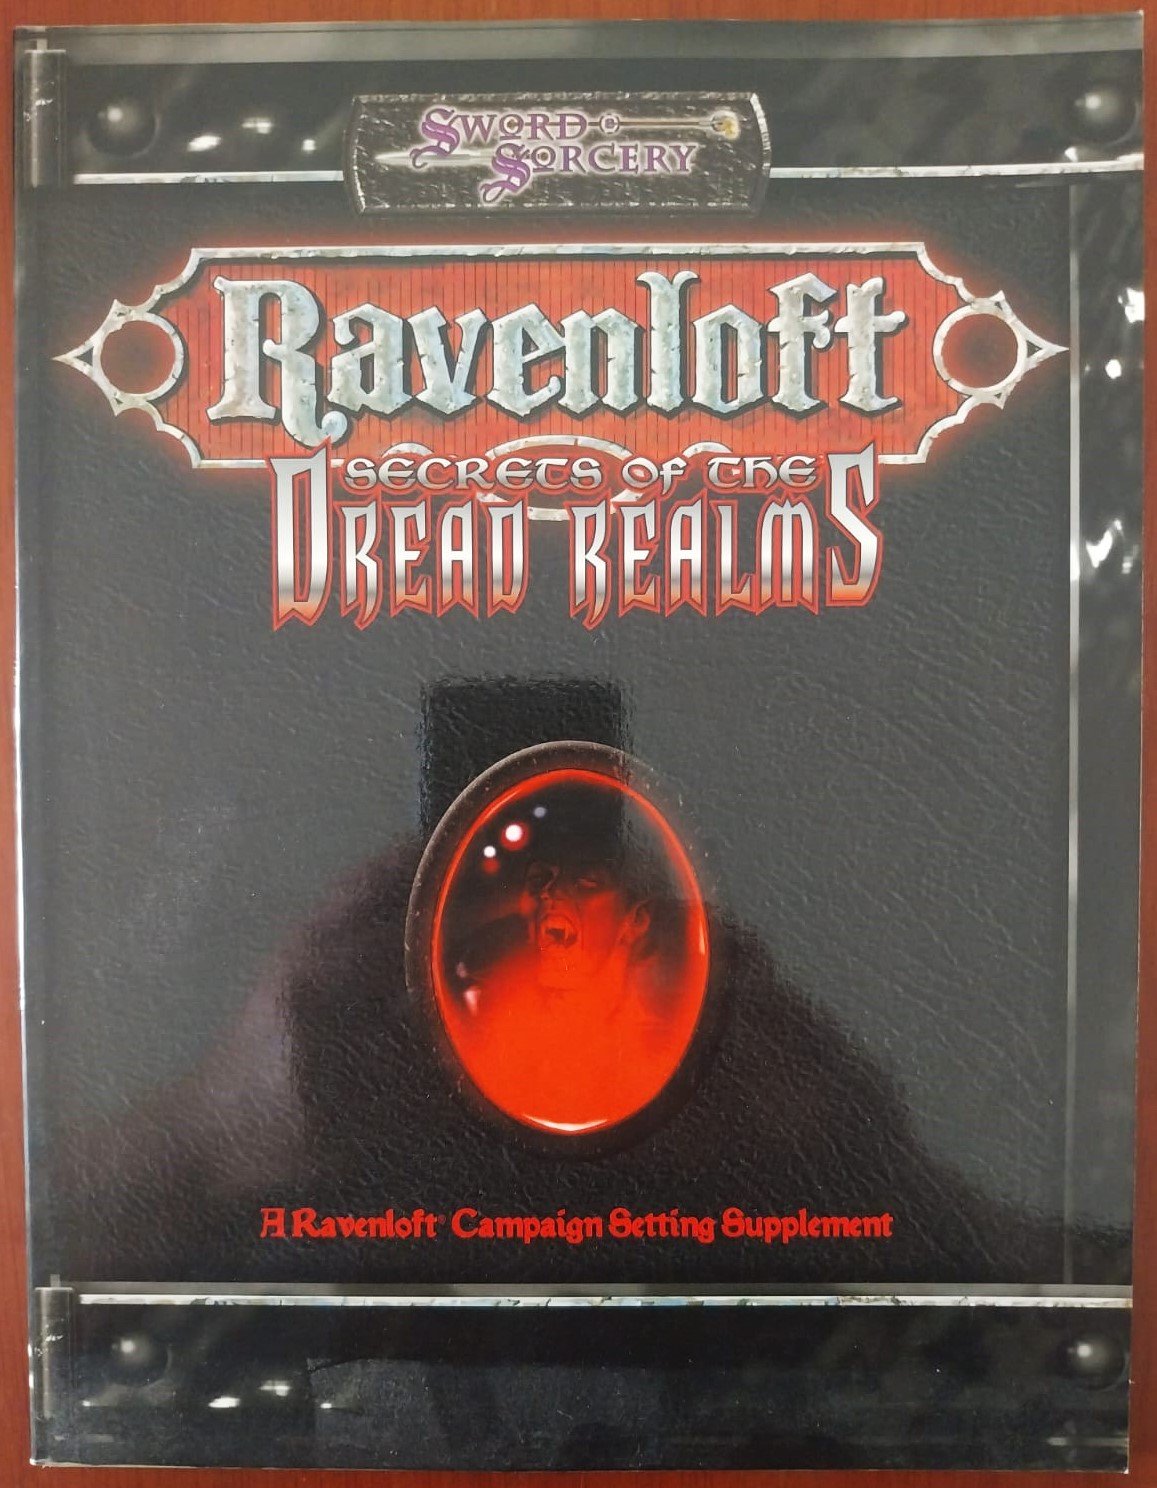 SWORD
SORCERY
Ravenloft
SECRETS OF THE
DREAD REALMS
A Ravenloft® Campaign Setting Supplement